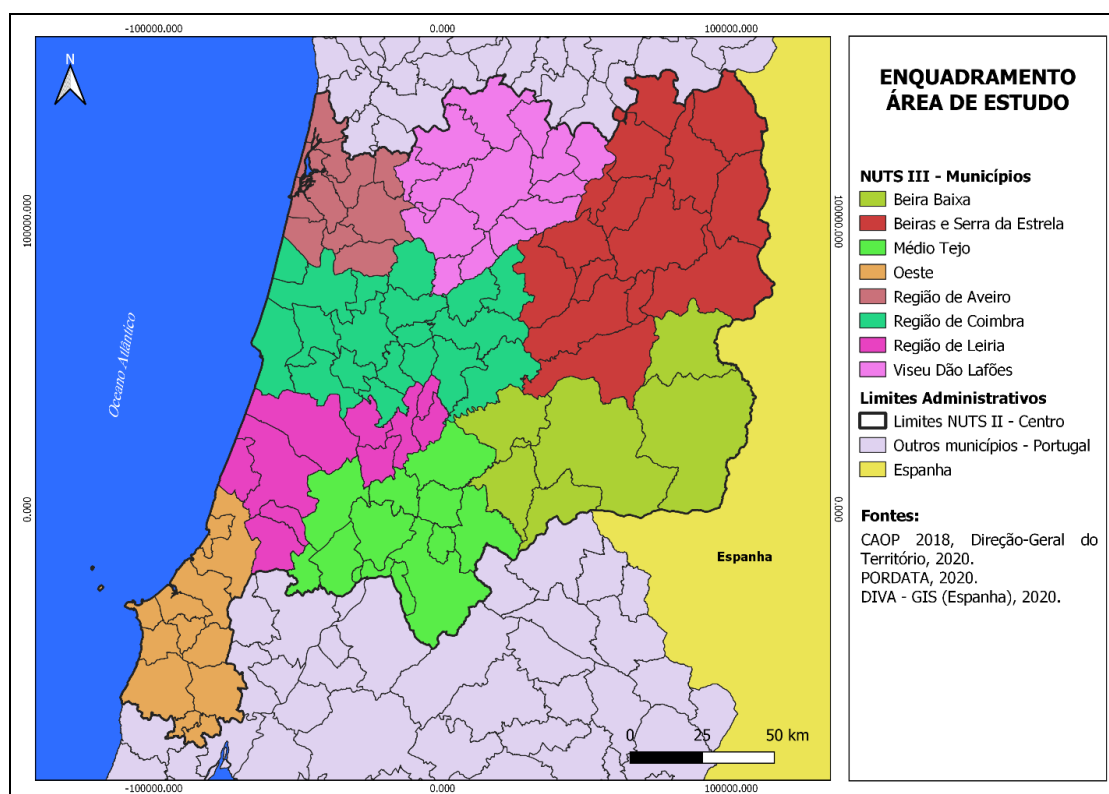 -100000.000
0.000
100000.000
N
100000.000
100000.000
Oceano Atlântico
0.000
0.000
Espanha
0
25
50 km
-100000.000
0.000
100000.000
ENQUADRAMENTO
ÁREA DE ESTUDO
NUTS III - Municípios
Beira Baixa
Beiras e Serra da Estrela
Médio Tejo
Oeste
Região de Aveiro
Região de Coimbra
Região de Leiria
Viseu Dão Lafões
Limites Administrativos
Limites NUTS II - Centro
Outros municípios - Portugal
Espanha
Fontes:
CAOP 2018, Direção-Geral do
Território, 2020.
PORDATA, 2020.
DIVA - GIS (Espanha), 2020.